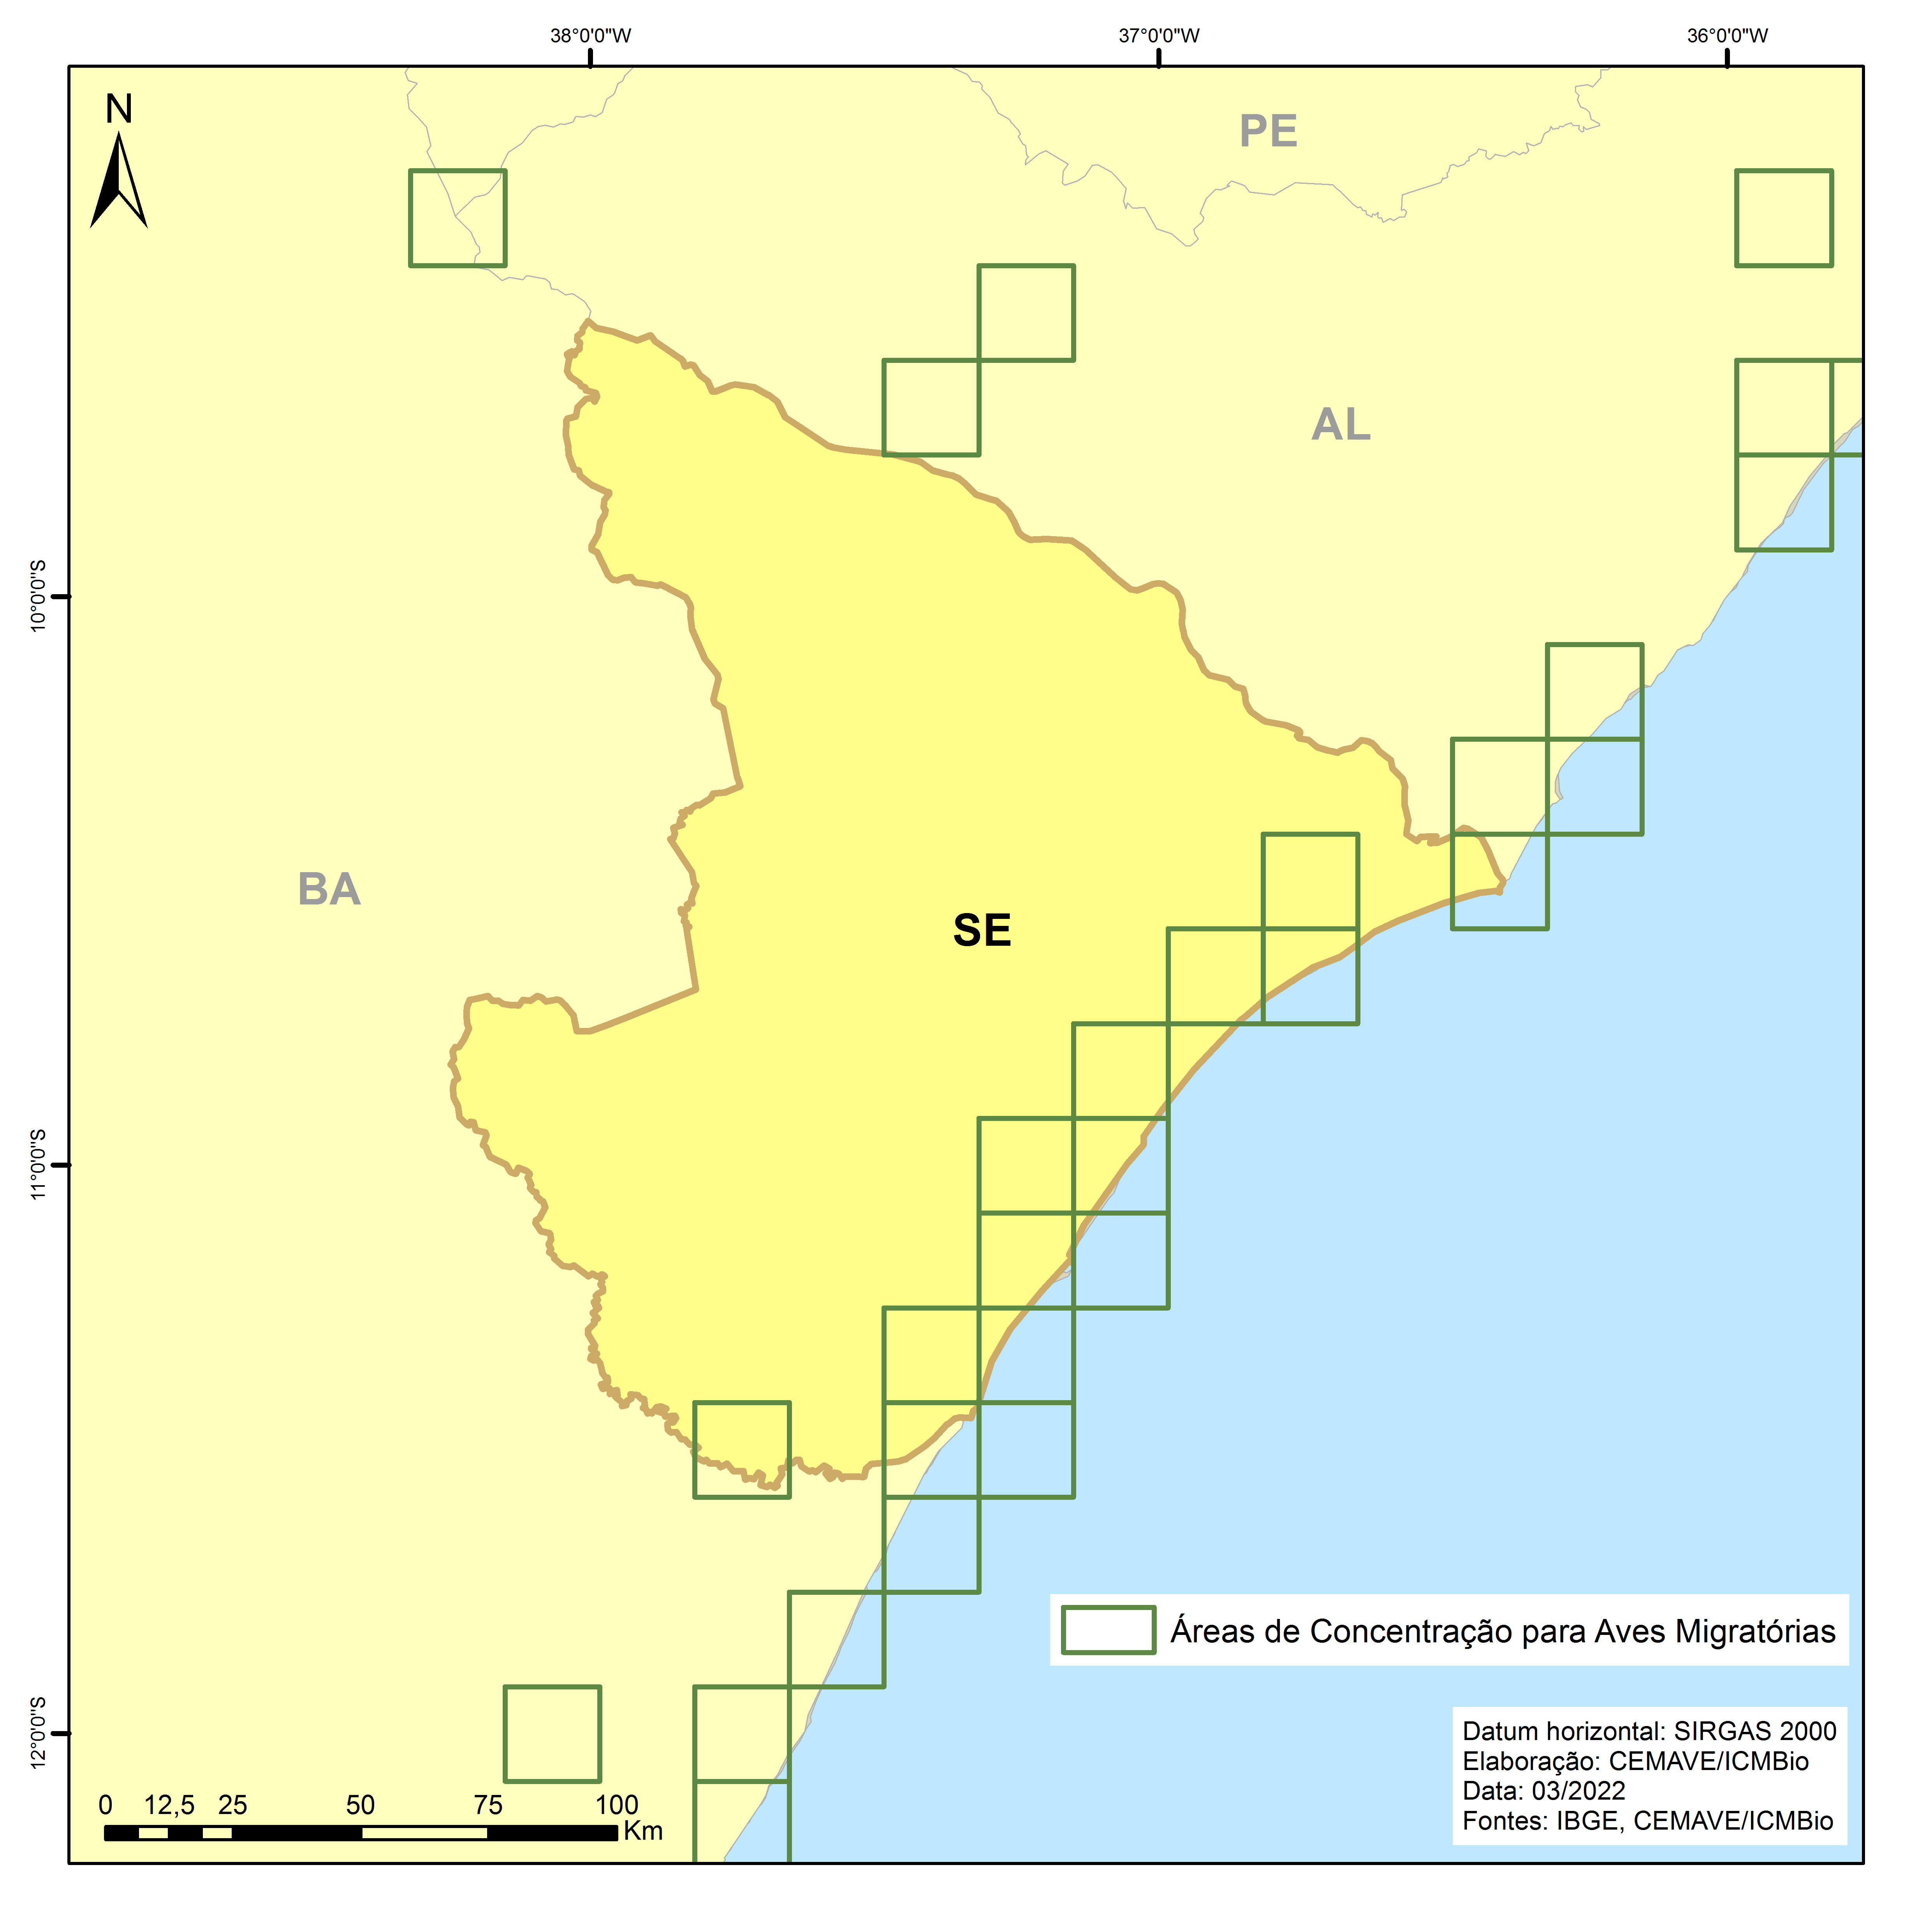 38°0'0"W
37°0'0"W
36°0'0"W
N
PE
AL
10°0'0"S
BA
SE
11°0'0"S
Áreas de Concentração para Aves Migratórias
12°0'0"S
Datum horizontal: SIRGAS 2000
Elaboração: CEMAVE/ICMBio
Data: 03/2022
Fontes: IBGE, CEMAVE/ICMBio
0 12,5 25 50 75 100
Km